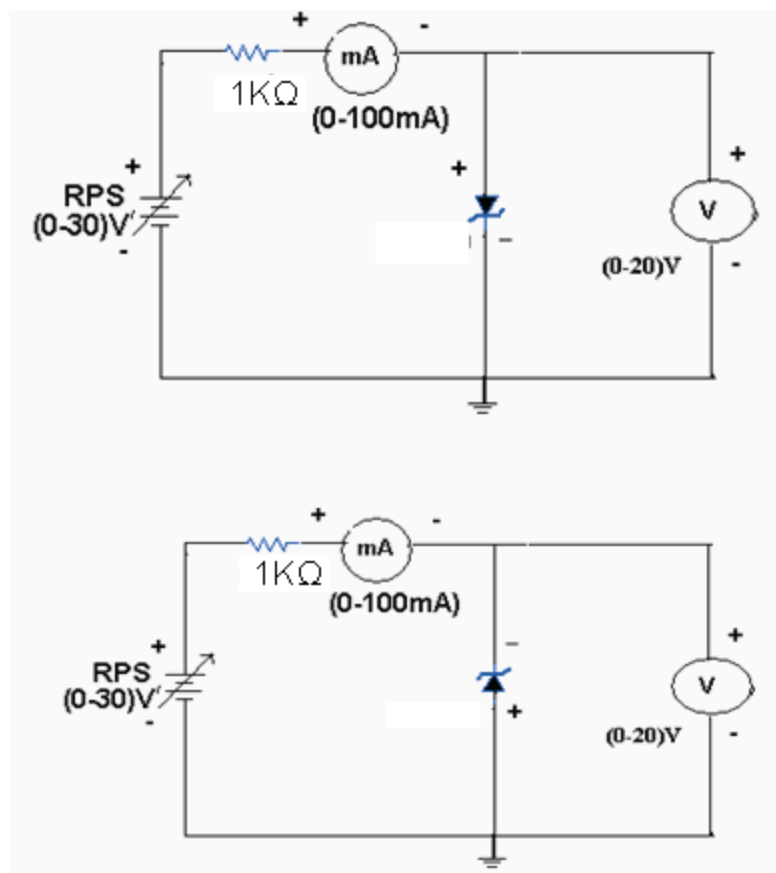 + -
mA
1KΩ
(0-100mA)
+ + +
RPS
(0-30)V
V
- -
(0-20)V -
+ -
mA
1KΩ
(0-100mA)
+ - +
RPS
(0-30)V
V
- +
(0-20)V -